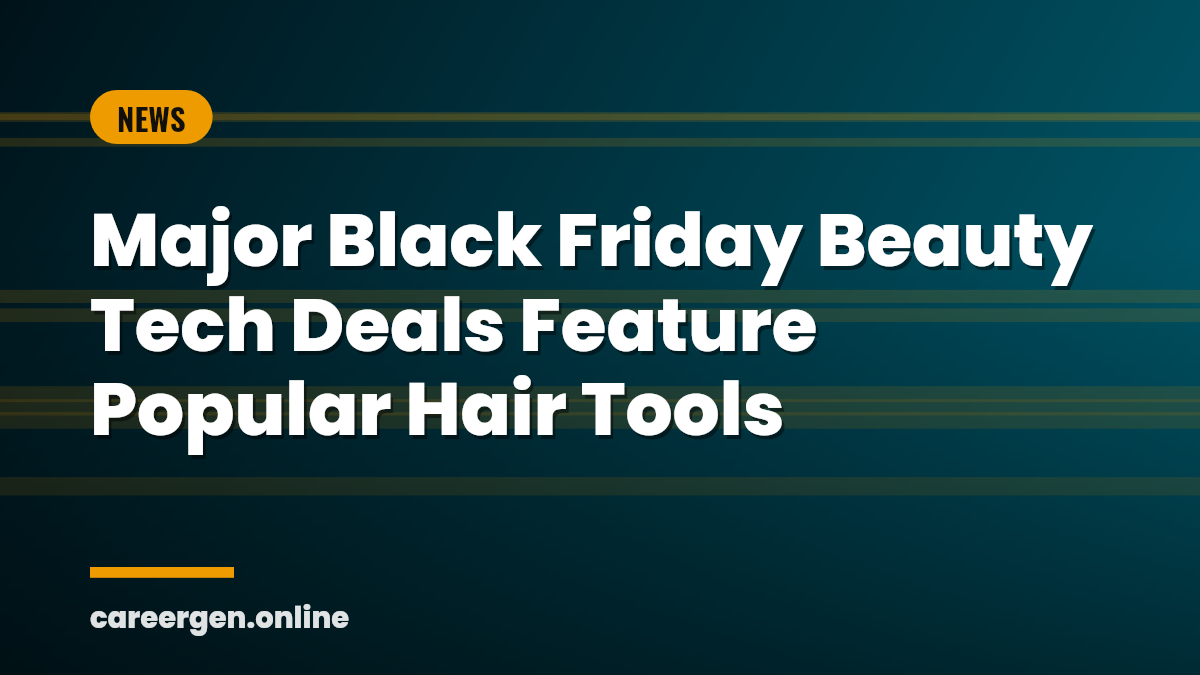 NEWS
Major Black Friday Beauty
Tech Deals Feature
Popular Hair Tools
careergen.online